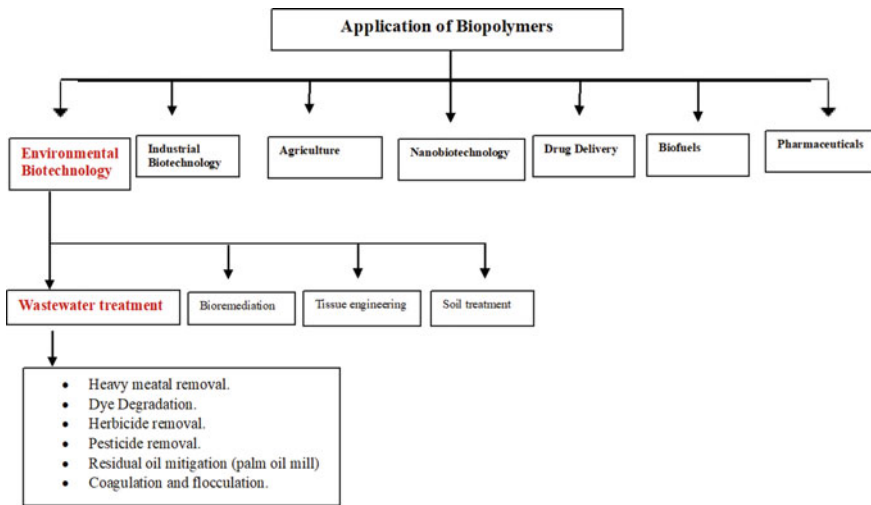 Application of Biopolymers
Environmental
Biotechnology
Industrial
Biotechnology
Agriculture
Nanobiotechnology
Drug Delivery
Biofuels
Pharmaceuticals
Wastewater treatment
Bioremediation
Tissue engineering
Soil treatment
• Heavy meatal removal.
• Dye Degradation.
• Herbicide removal.
• Pesticide removal.
• Residual oil mitigation (palm oil mill)
• Coagulation and flocculation.